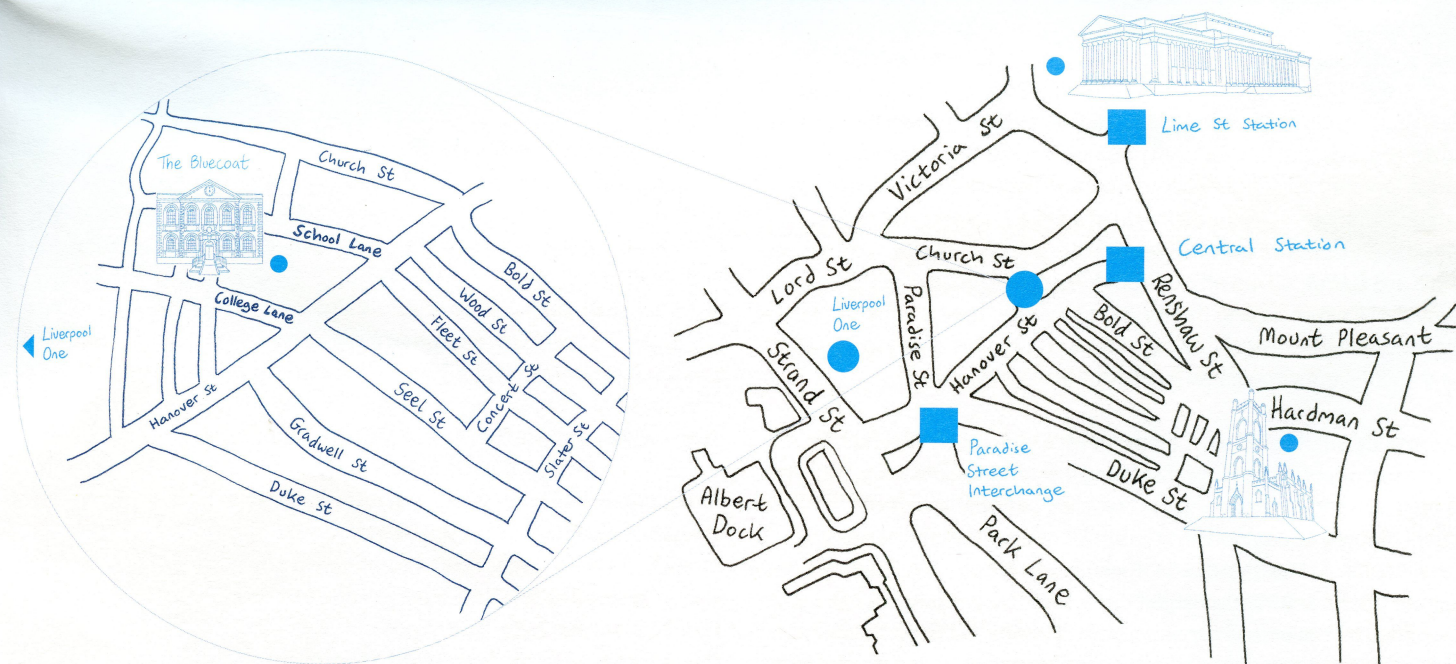 The Bluecoat
Church St
School Lane
College Lane
Liverpool
One
Hanover St
Bold St
Wood St
Fleet St
Concert St
Seel St
Slater St
Gradwell St
Duke St
Lime St Station
Victoria St
Central Station
Church St
Lord St
Liverpool
One
Paradise St
Renshaw St
Bold St
Mount Pleasant
Hanover St
Strand St
Hardman St
Paradise
Street
Interchange
Duke St
Albert
Dock
Park Lane